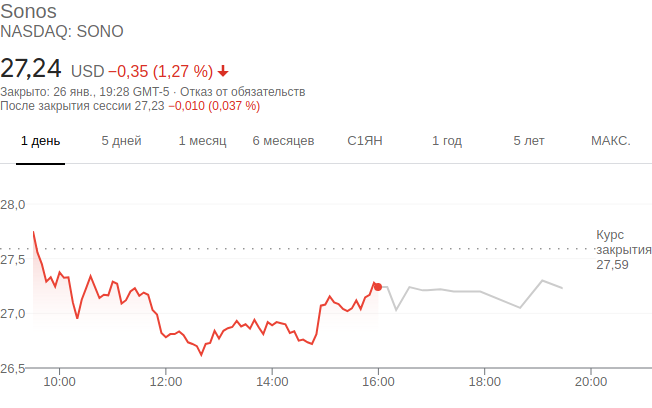 Sonos
NASDAQ: SONO
27,24 USD −0,35 (1,27 %)
Закрыто: 26 янв., 19:28 GMT-5 · Отказ от обязательств
После закрытия сессии 27,23 −0,010 (0,037 %)
1 день 5 дней 1 месяц 6 месяцев С1ЯН 1 год 5 лет МАКС.
28,0
Курс
закрытия
27,59
27,5
27,0
26,5
10:00 12:00 14:00 16:00 18:00 20:00